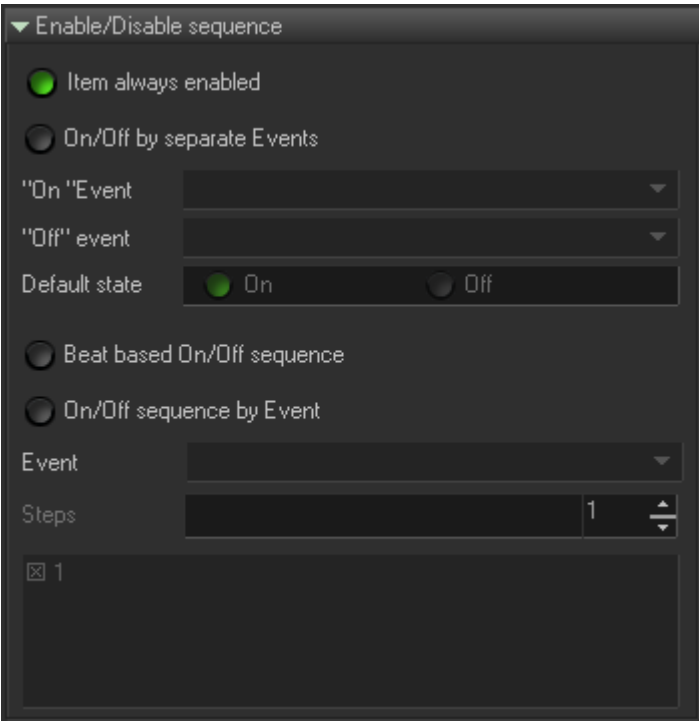 Enable/Disable sequence
Item always enabled
On/Off by separate Events
"On "Event
"Off" event
Default state On Off
Beat based On/Off sequence
On/Off sequence by Event
Event
Steps 1
1